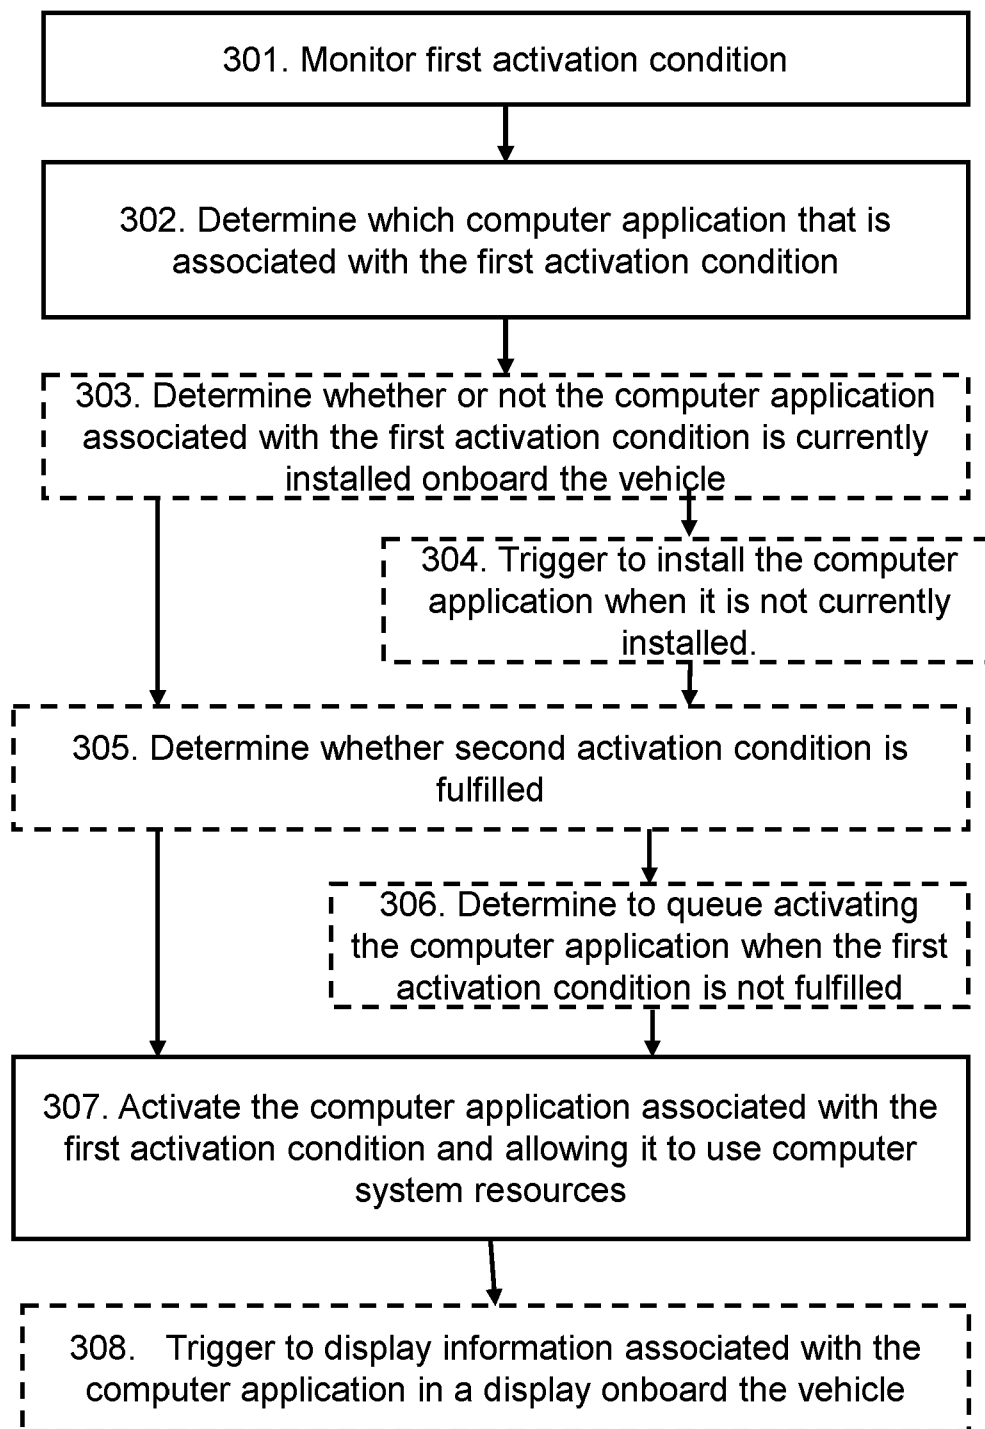 301. Monitor first activation condition
302. Determine which computer application that is
associated with the first activation condition
303. Determine whether or not the computer application
associated with the first activation condition is currently
installed onboard the vehicle
304. Trigger to install the computer
application when it is not currently
installed.
305. Determine whether second activation condition is
fulfilled
306. Determine to queue activating
the computer application when the first
activation condition is not fulfilled
307. Activate the computer application associated with the
first activation condition and allowing it to use computer
system resources
308. Trigger to display information associated with the
computer application in a display onboard the vehicle